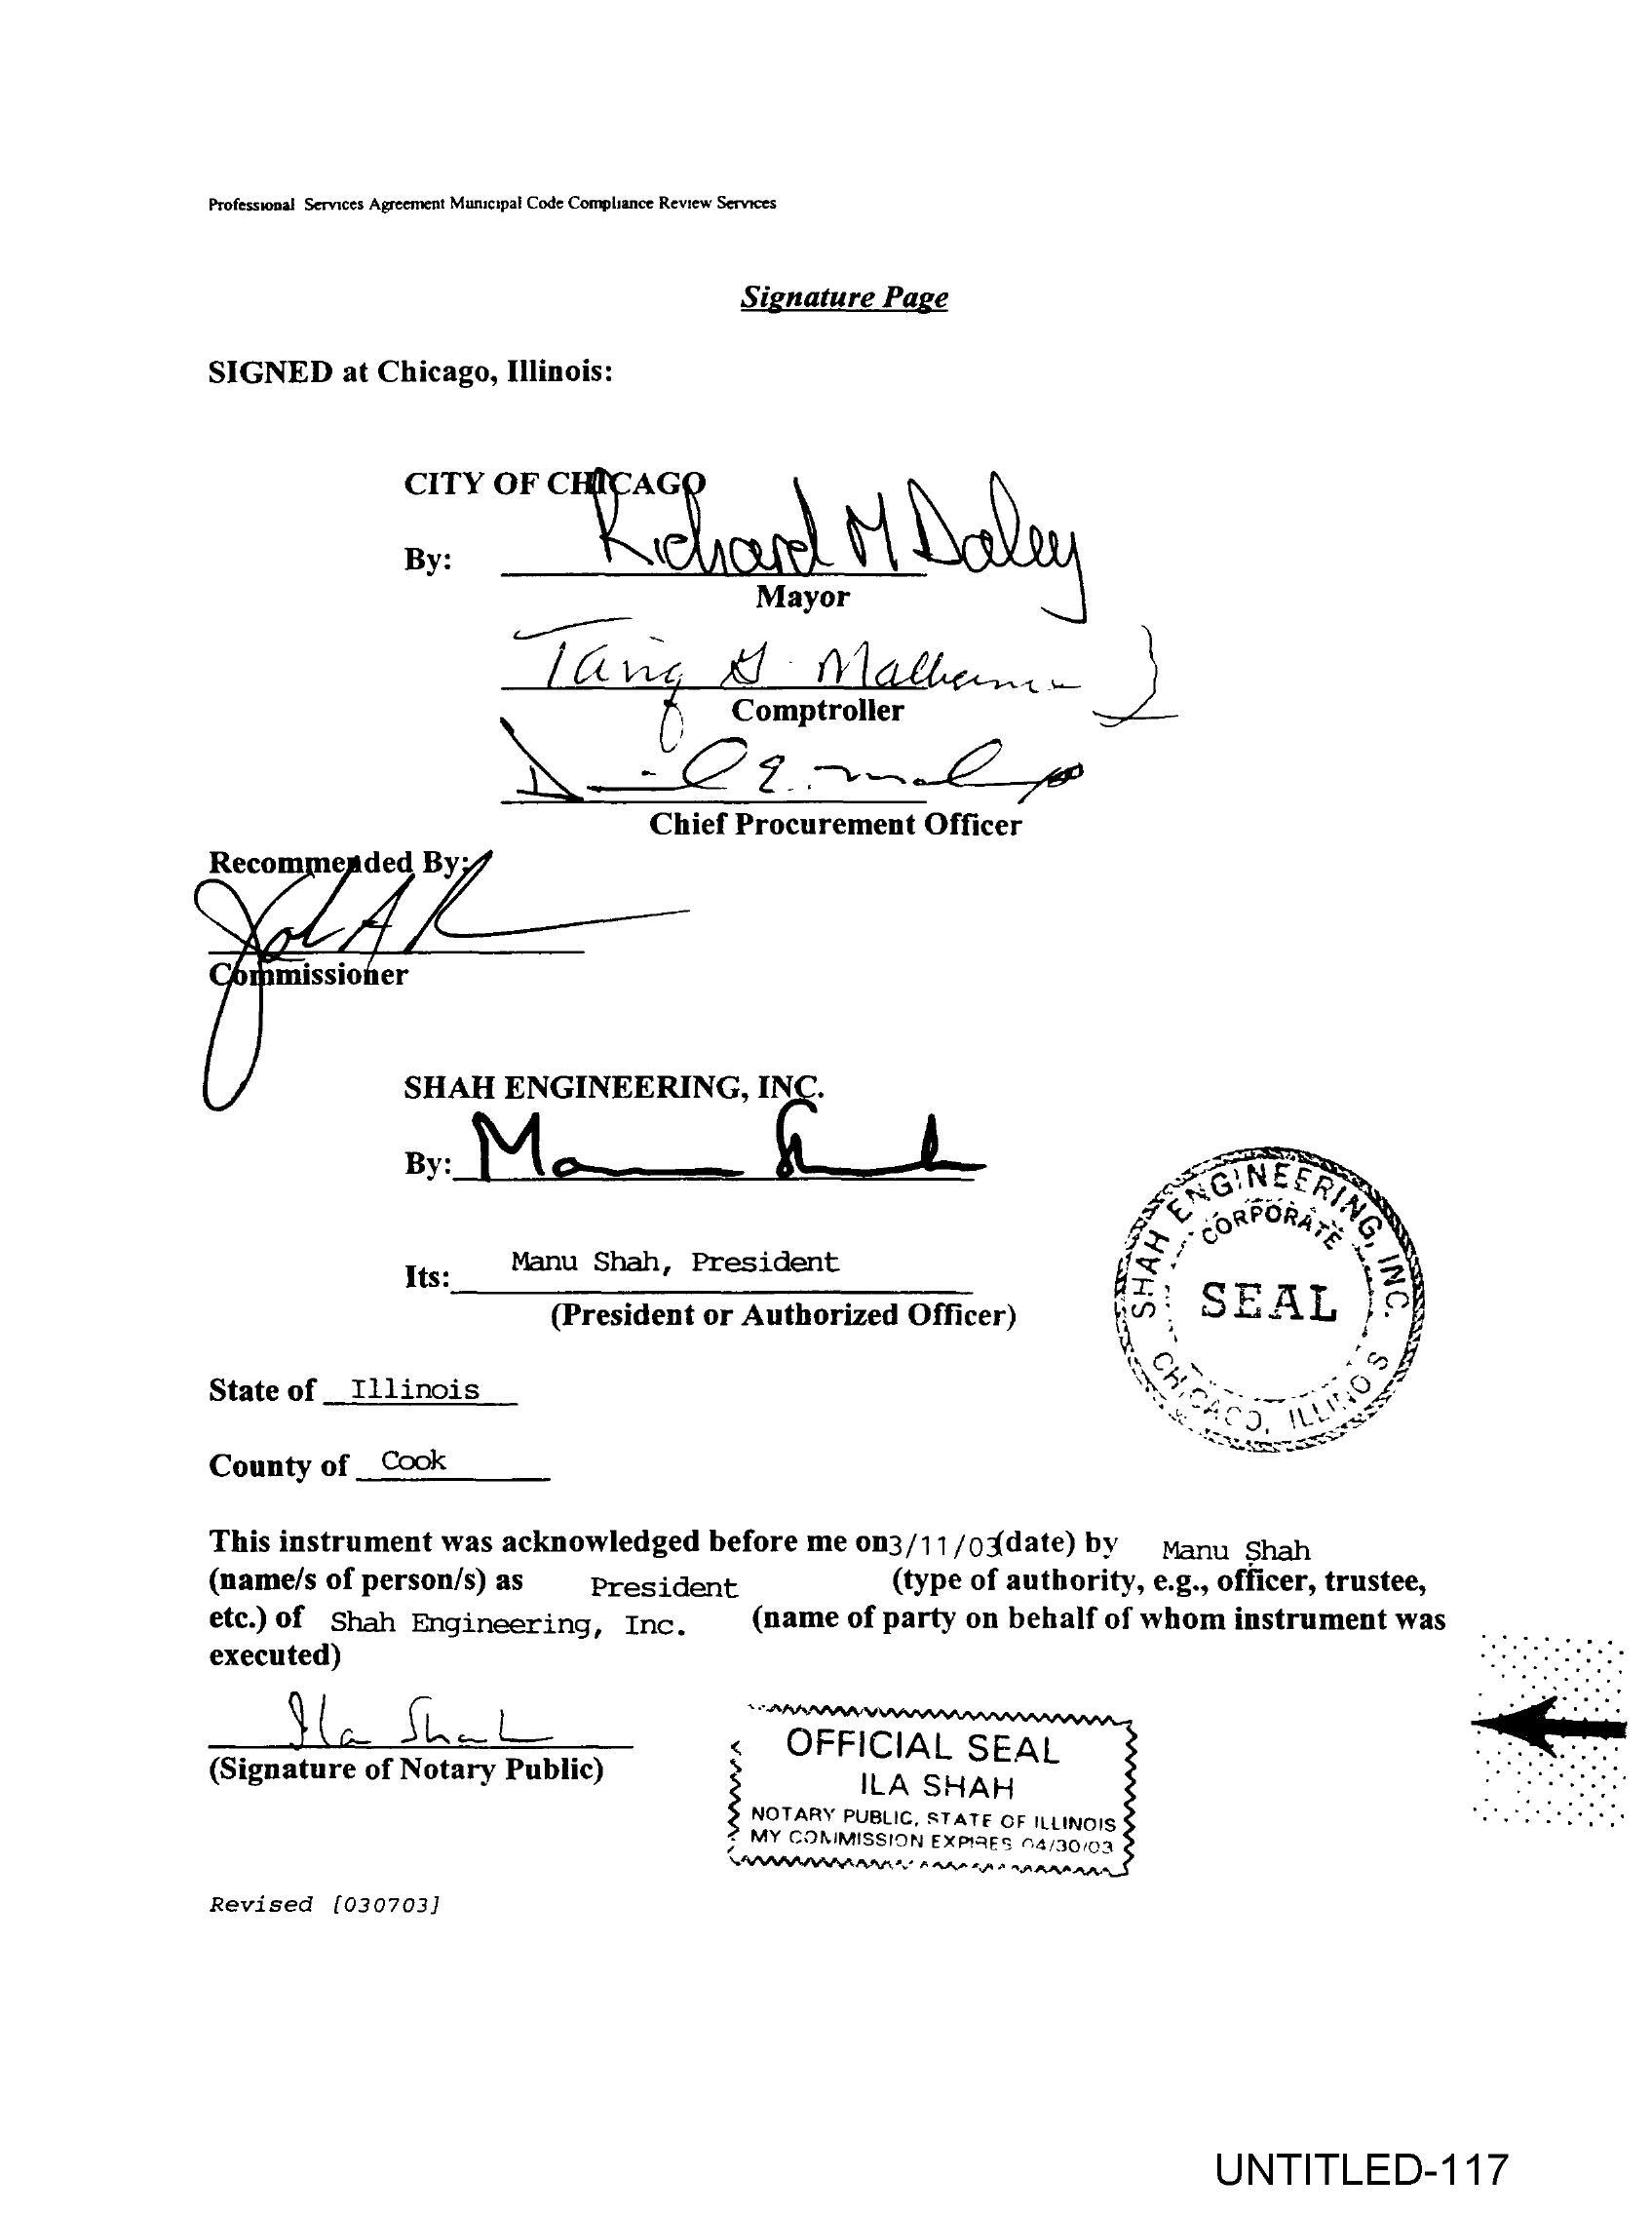 Professional Services Agreement Municipal Code Compliance Review Services
Signature Page
SIGNED at Chicago, Illinois:
CITY OF CHICAGO
By: Richard M Daley
Mayor
Tariq G. Malhance
Comptroller
Chief Procurement Officer
Recommended By:
Commissioner
SHAH ENGINEERING, INC.
By: Manu Shah
Its: Manu Shah, President
(President or Authorized Officer)
SHAH ENGINEERING, INC.
CORPORATE
SEAL
CHICAGO, ILLINOIS
State of Illinois
County of Cook
This instrument was acknowledged before me on 3/11/03 (date) by Manu Shah
(name/s of person/s) as President (type of authority, e.g., officer, trustee,
etc.) of Shah Engineering, Inc. (name of party on behalf of whom instrument was
executed)
Ila Shah
(Signature of Notary Public)
OFFICIAL SEAL
ILA SHAH
NOTARY PUBLIC, STATE OF ILLINOIS
MY COMMISSION EXPIRES 04/30/03
Revised [030703]
UNTITLED-117